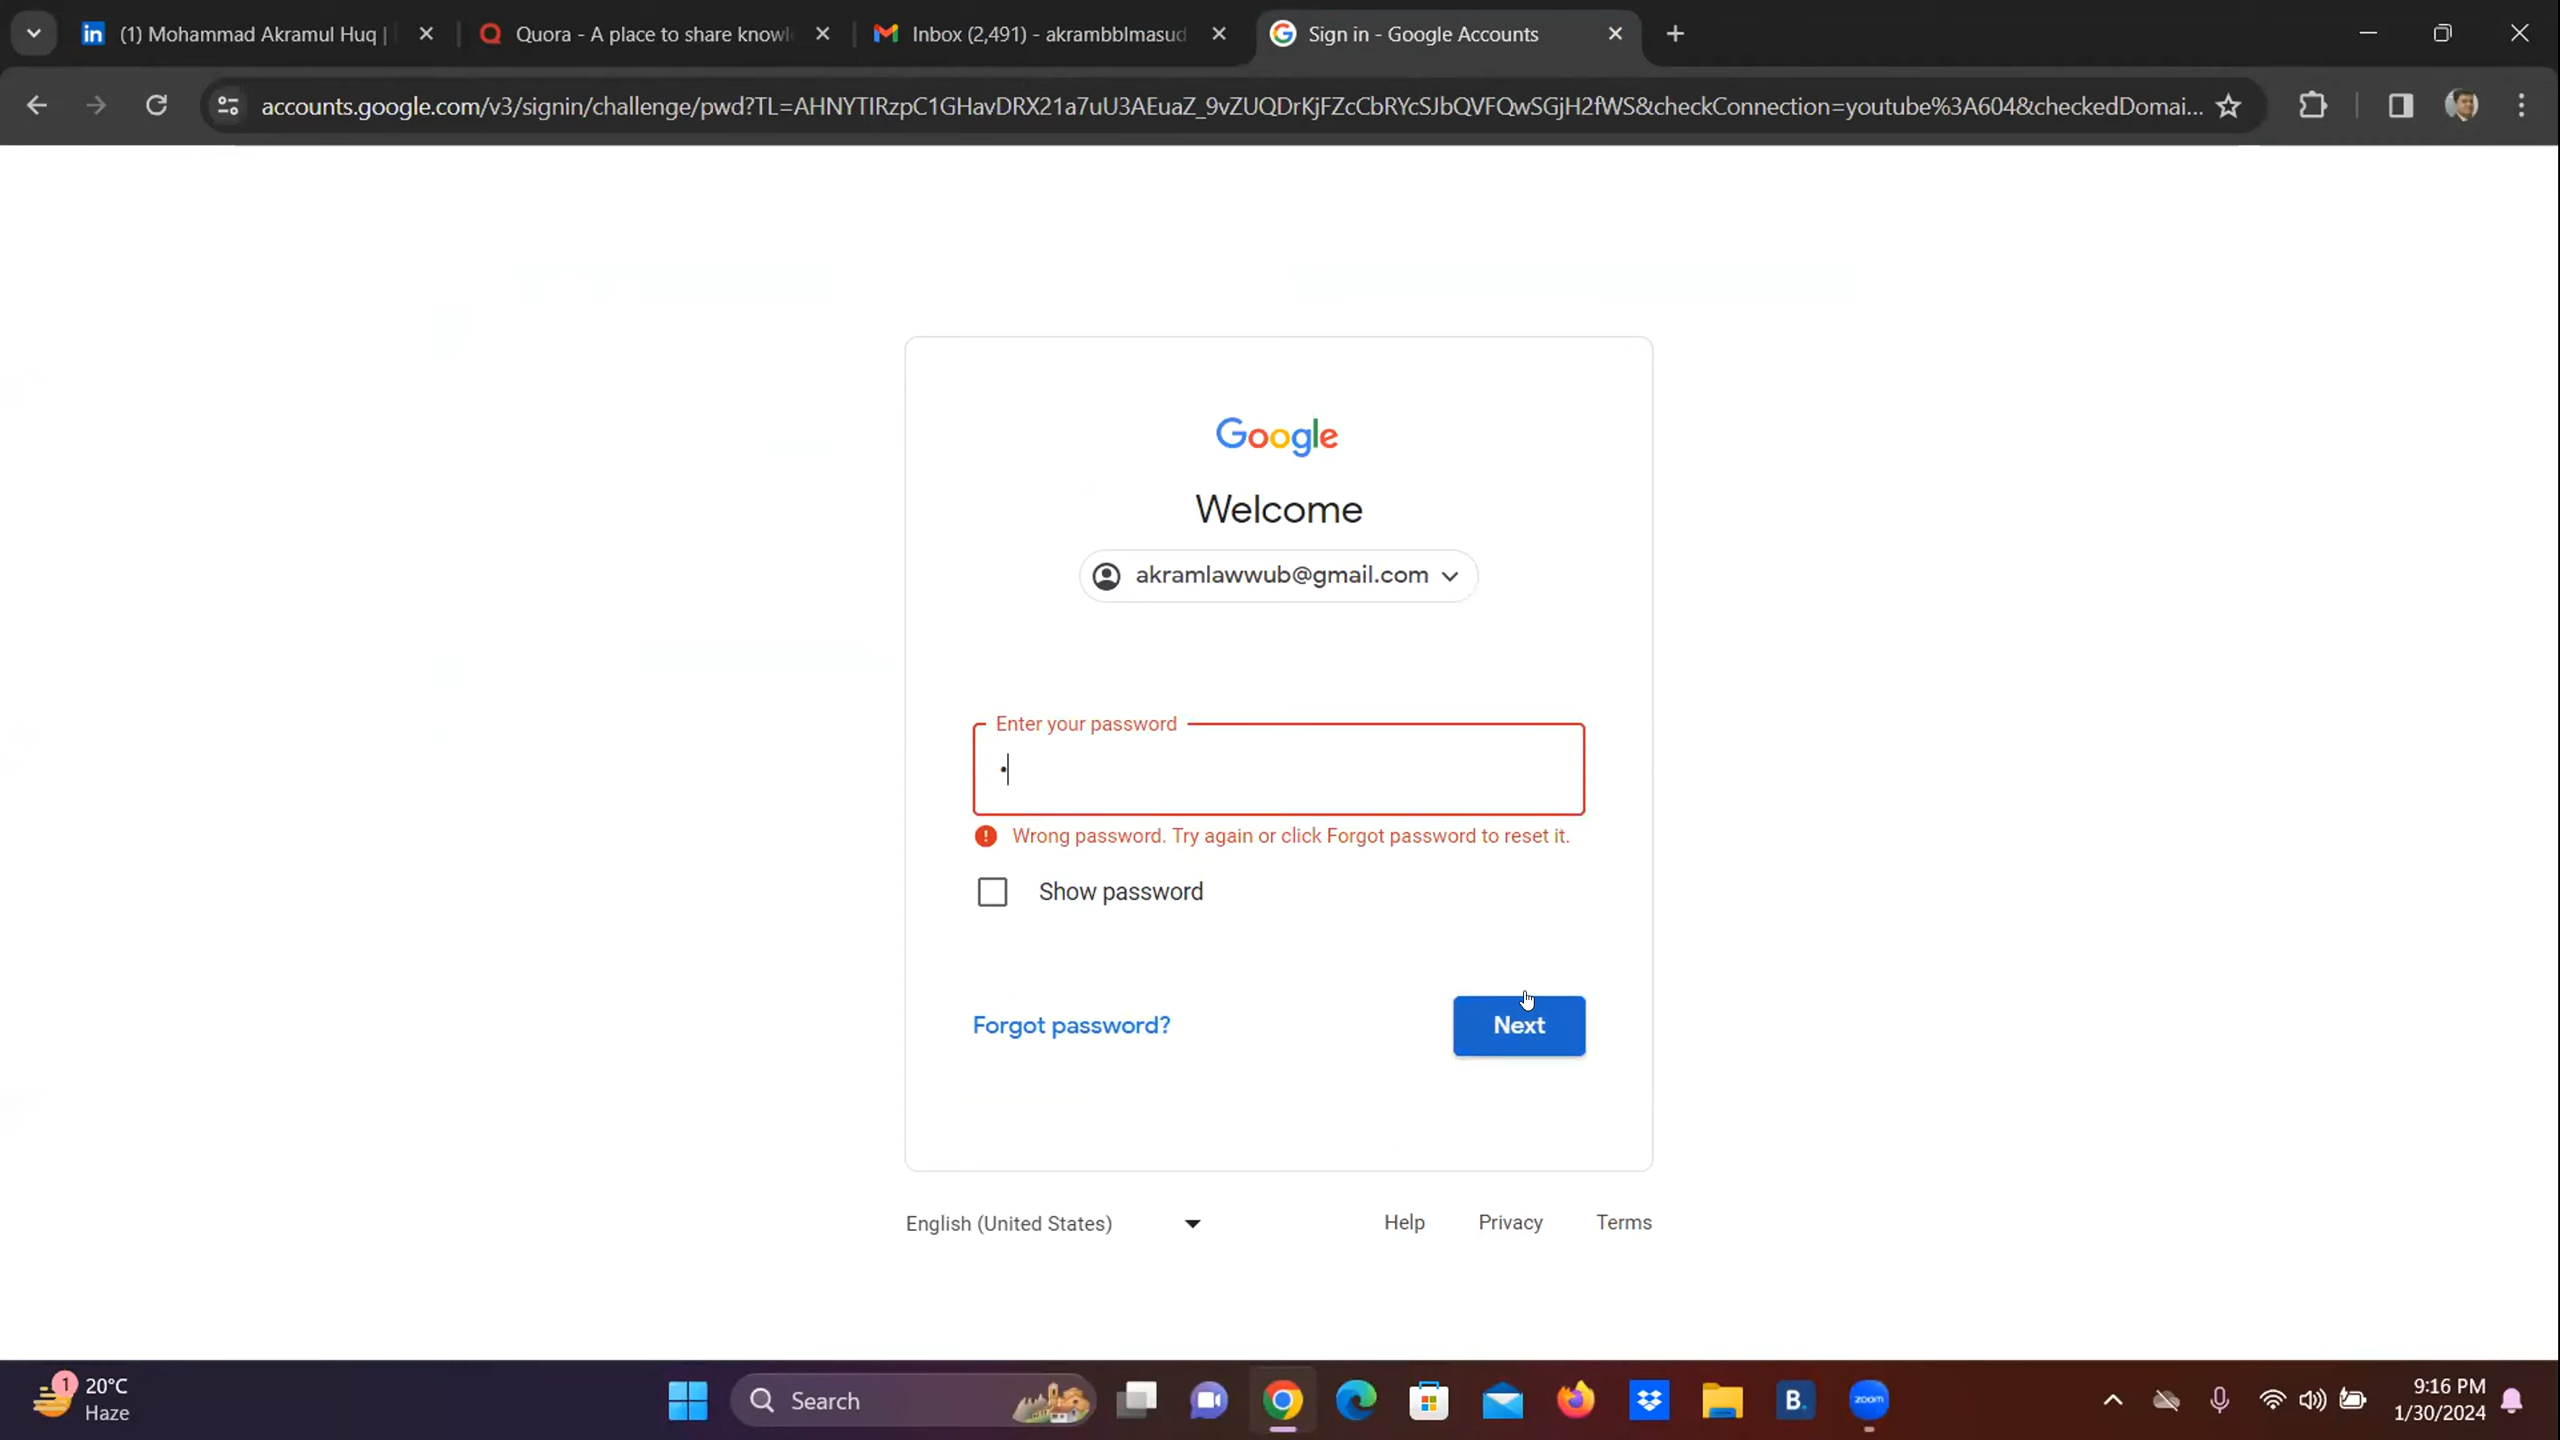 (1) Mohammad Akramul Huq |
Quora - A place to share knowl
Inbox (2,491) - akrambblmasud
Sign in - Google Accounts
accounts.google.com/v3/signin/challenge/pwd?TL=AHNYTIRzpC1GHavDRX21a7uU3AEuaZ_9vZUQDrKjFZcCbRYcSJbQVFQwSGjH2fWS&checkConnection=youtube%3A604&checkedDomai...
Google
Welcome
akramlawwub@gmail.com
Enter your password
Wrong password. Try again or click Forgot password to reset it.
Show password
Forgot password?
Next
English (United States)
Help
Privacy
Terms
1
20°C
Haze
Search
B.
zoom
9:16 PM
1/30/2024